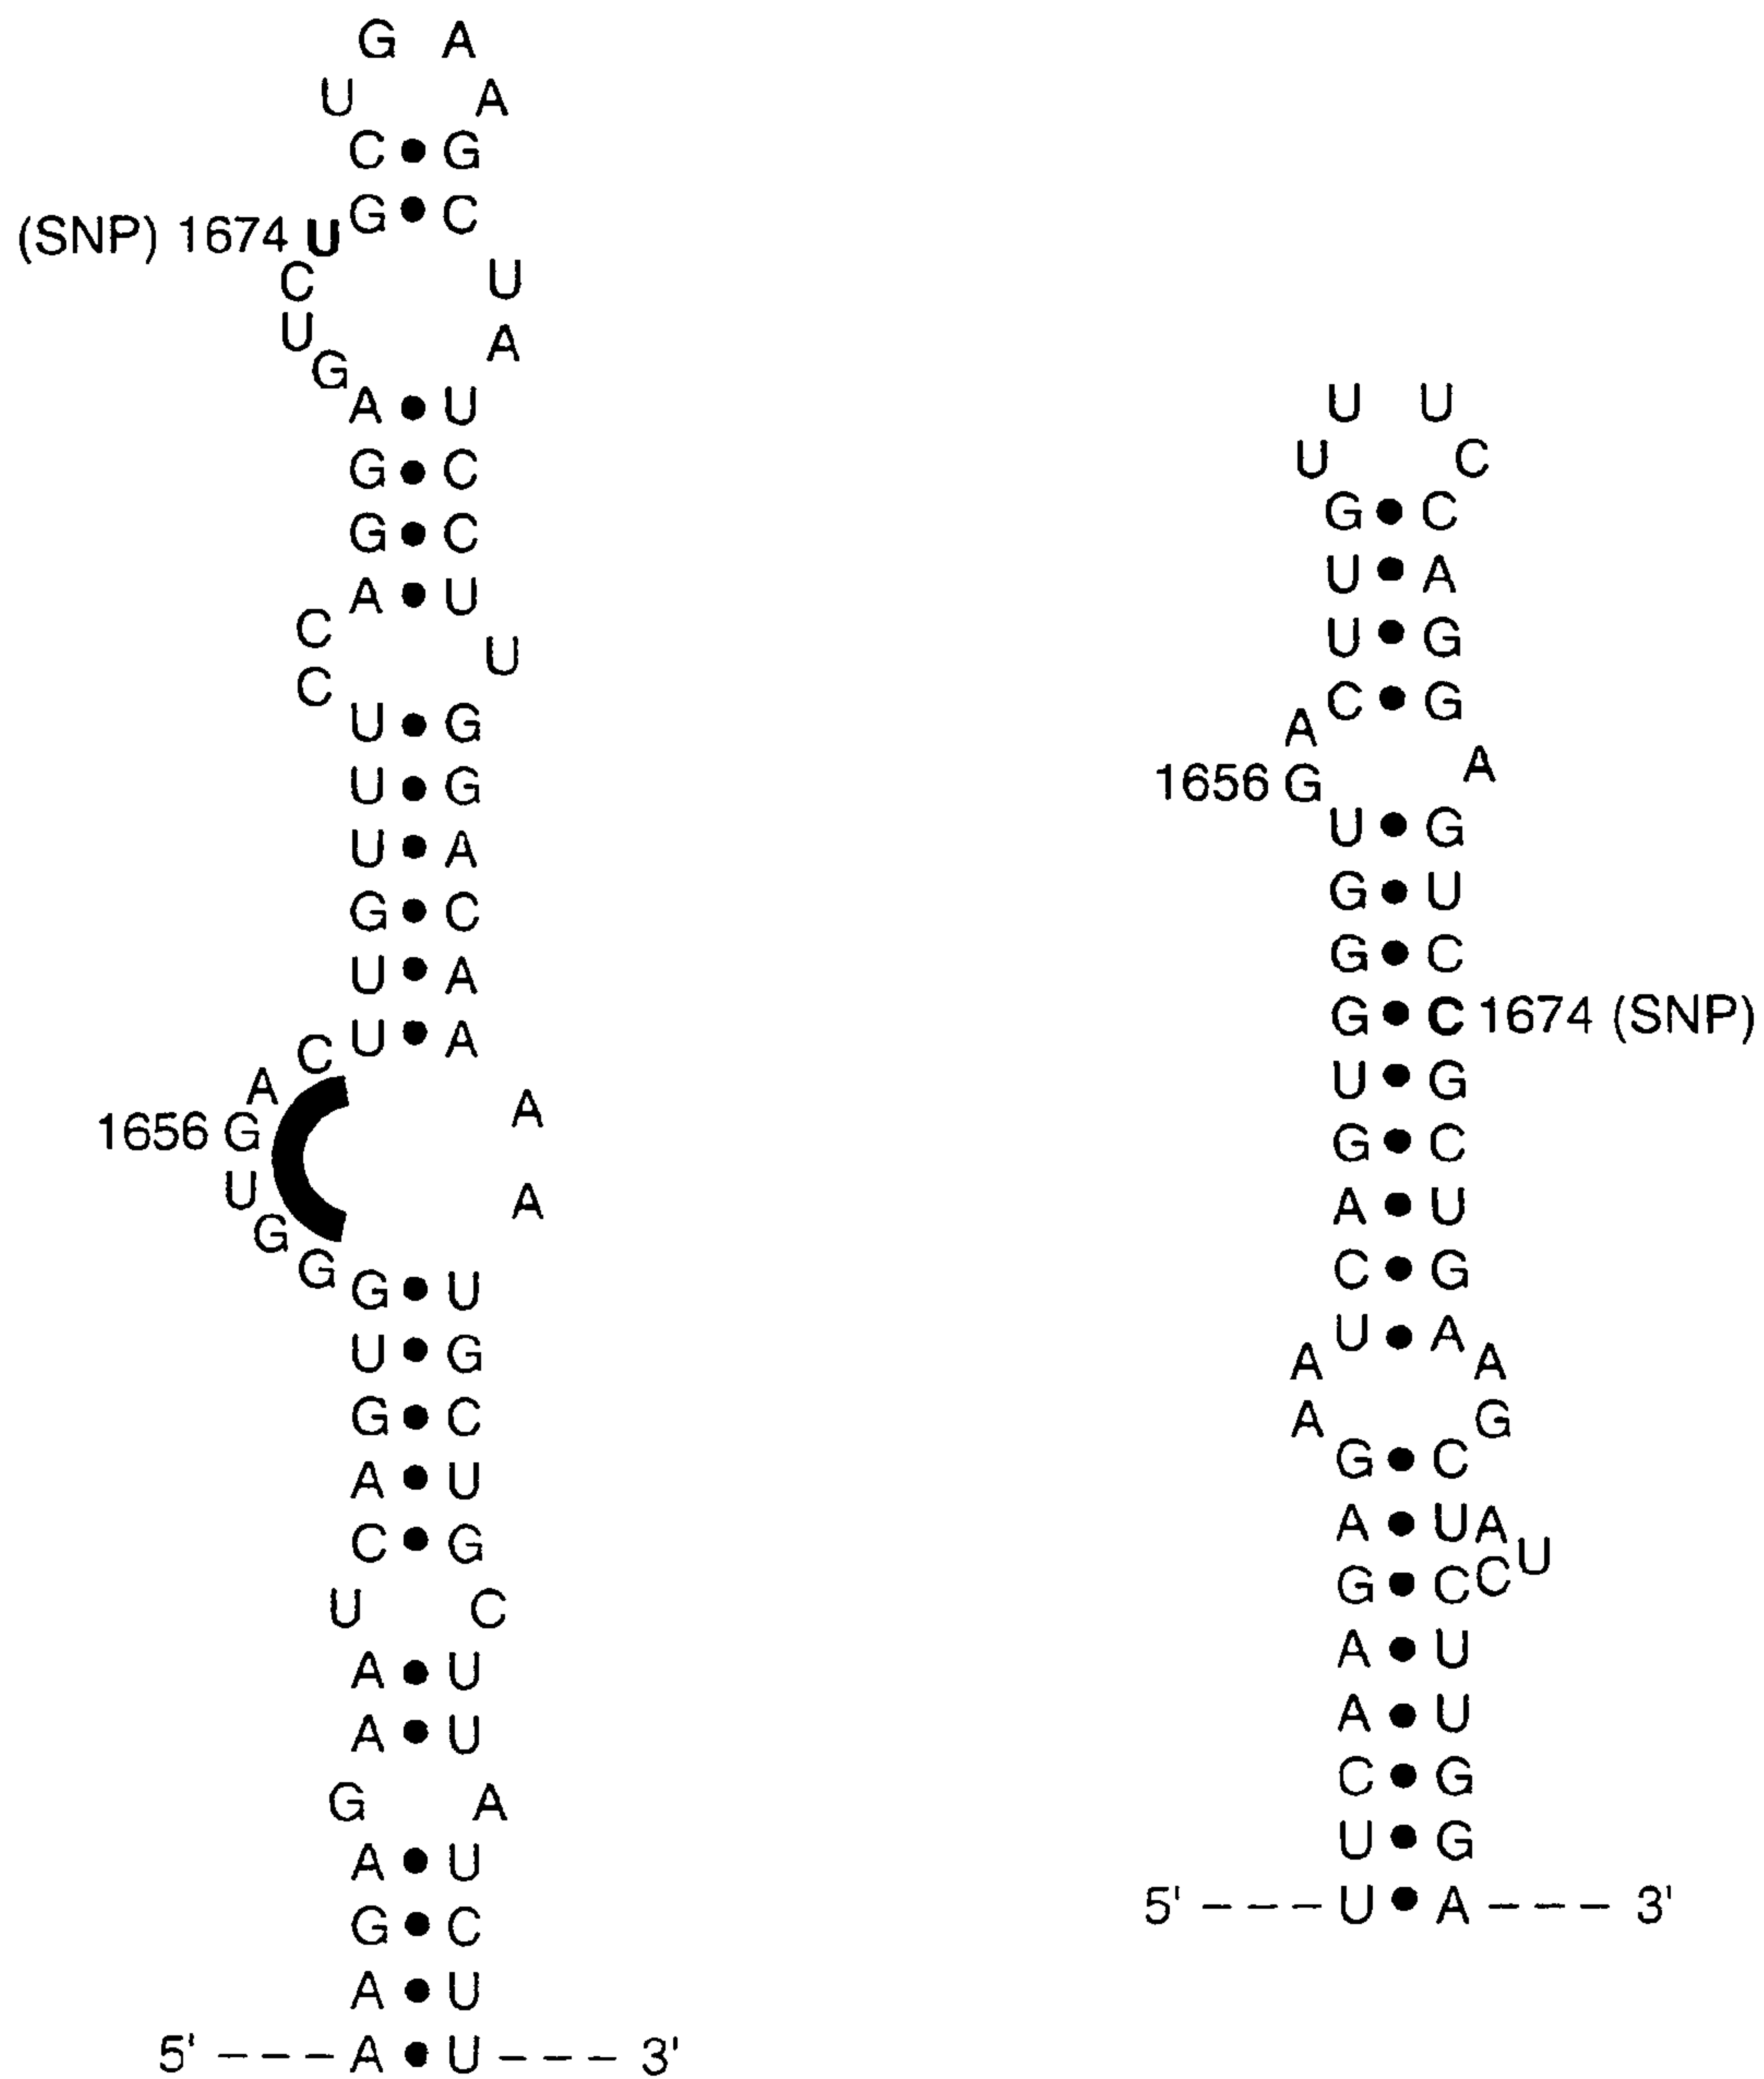 G A
U A
C • G
G • C
(SNP) 1674 U
C U
U A
G
A • U
G • C
G • C
A • U
C U
C
U • G
U • G
U • A
G • C
U • A
U • A
C
A A
1656 G
U A
G
G
G • U
U • G
G • C
A • U
C • G
U C
A • U
A • U
G A
A • U
G • C
A • U
5' --- A • U --- 3'
U U
U C
G • C
U • A
U • G
C • G
A A
1656 G
U • G
G • U
G • C
G • C 1674 (SNP)
U • G
G • C
A • U
C • G
U • A
A A
A G
G • C
A • U A
U
G • C C
A • U
A • U
C • G
U • G
5' --- U • A --- 3'